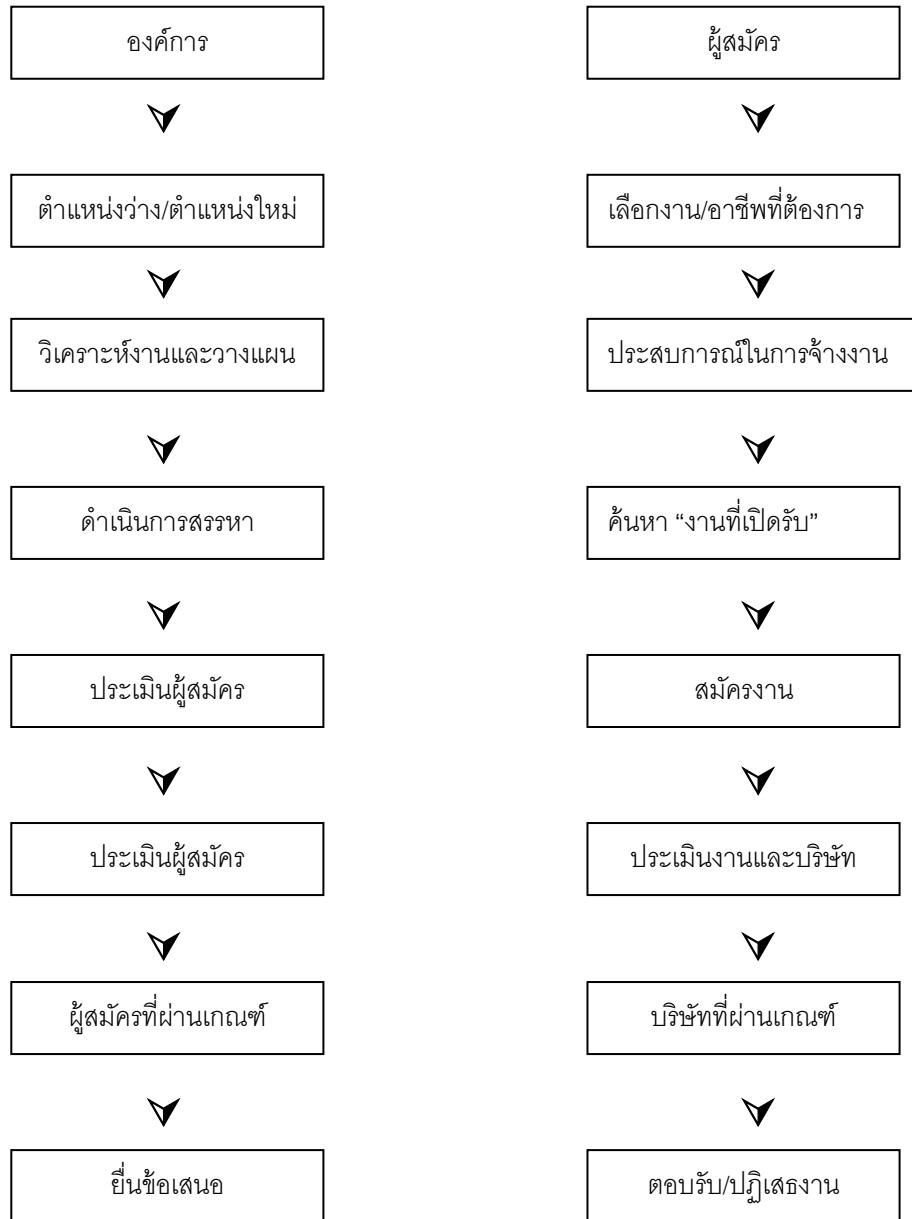 องค์การ
ผู้สมัคร
ตำแหน่งว่าง/ตำแหน่งใหม่
เลือกงาน/อาชีพที่ต้องการ
วิเคราะห์งานและวางแผน
ประสบการณ์ในการจ้างงาน
ดำเนินการสรรหา
ค้นหา “งานที่เปิดรับ”
ประเมินผู้สมัคร
สมัครงาน
ประเมินผู้สมัคร
ประเมินงานและบริษัท
ผู้สมัครที่ผ่านเกณฑ์
บริษัทที่ผ่านเกณฑ์
ยื่นข้อเสนอ
ตอบรับ/ปฏิเสธงาน